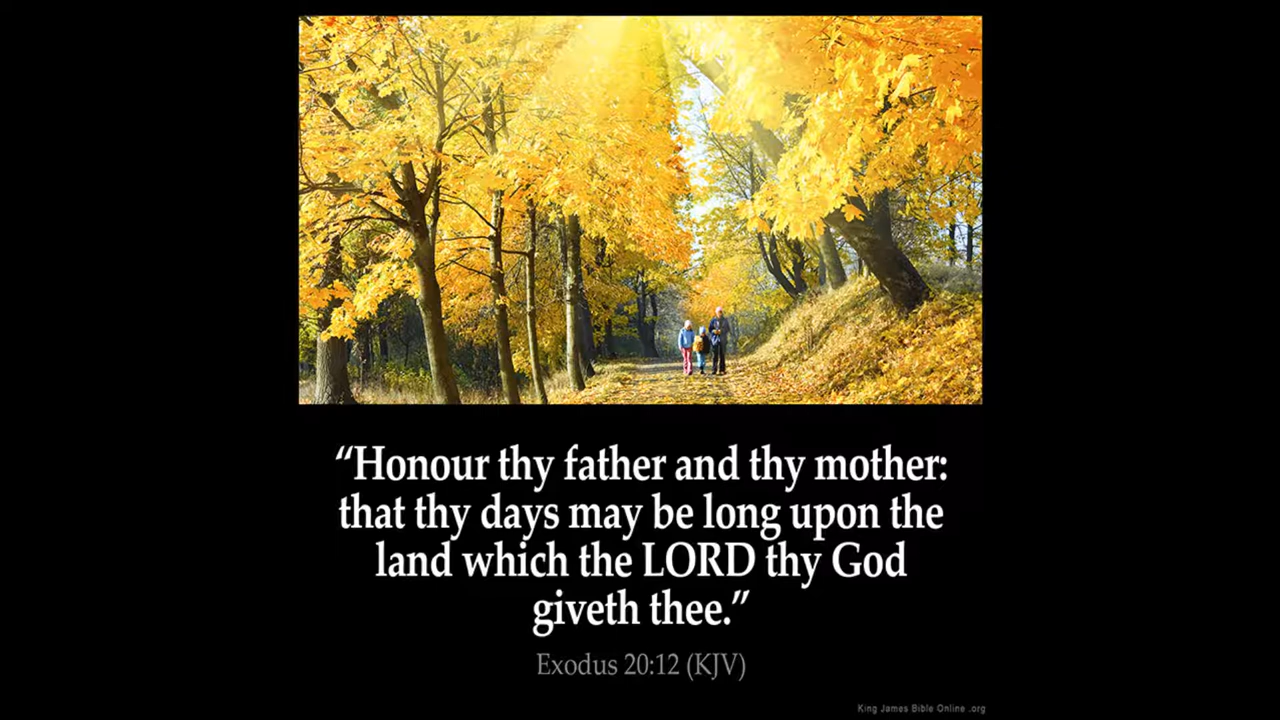 “Honour thy father and thy mother:
that thy days may be long upon the
land which the LORD thy God
giveth thee.”
Exodus 20:12 (KJV)
King James Bible Online .org